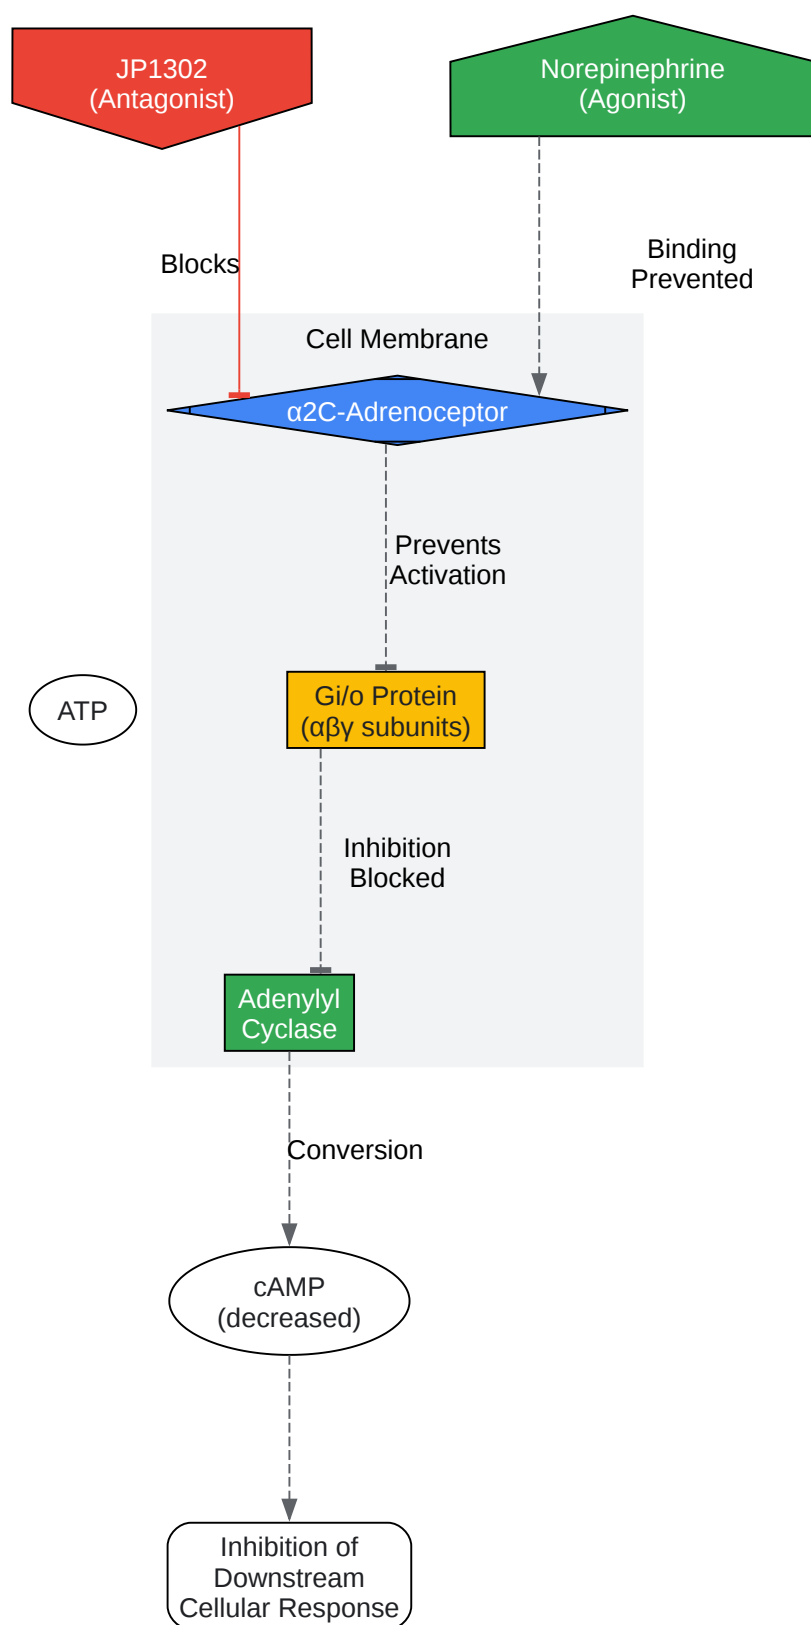 JP1302
(Antagonist)
Norepinephrine
(Agonist)
Blocks
Binding
Prevented
Cell Membrane
α2C-Adrenoceptor
Prevents
Activation
ATP
Gi/o Protein
(αβγ subunits)
Inhibition
Blocked
Adenylyl
Cyclase
Conversion
cAMP
(decreased)
Inhibition of
Downstream
Cellular Response